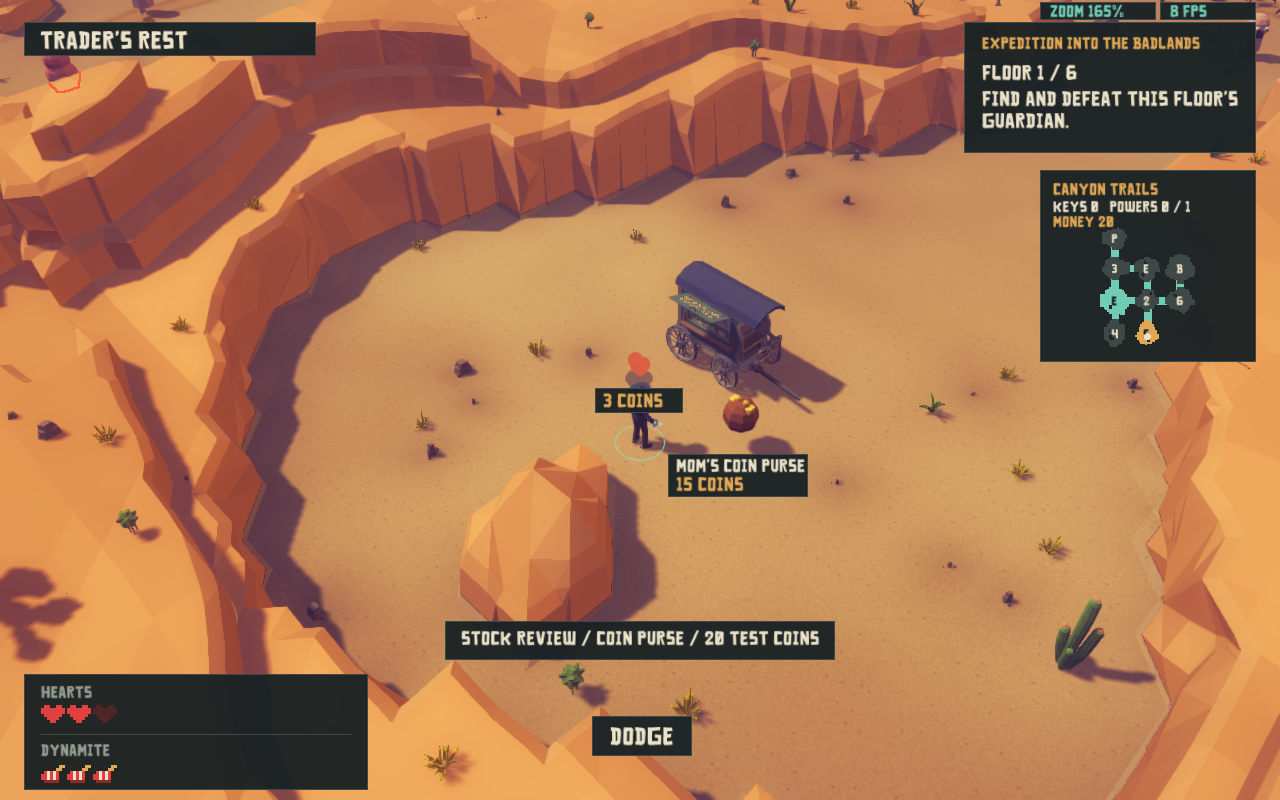 ZOOM 165% 8 FPS
TRADER'S REST
EXPEDITION INTO THE BADLANDS
FLOOR 1 / 6
FIND AND DEFEAT THIS FLOOR'S
GUARDIAN.
CANYON TRAILS
KEYS 0 POWERS 0 / 1
MONEY 20
P
3 E B
E 2 6
4
3 COINS
MOM'S COIN PURSE
15 COINS
STOCK REVIEW / COIN PURSE / 20 TEST COINS
DODGE
HEARTS
DYNAMITE